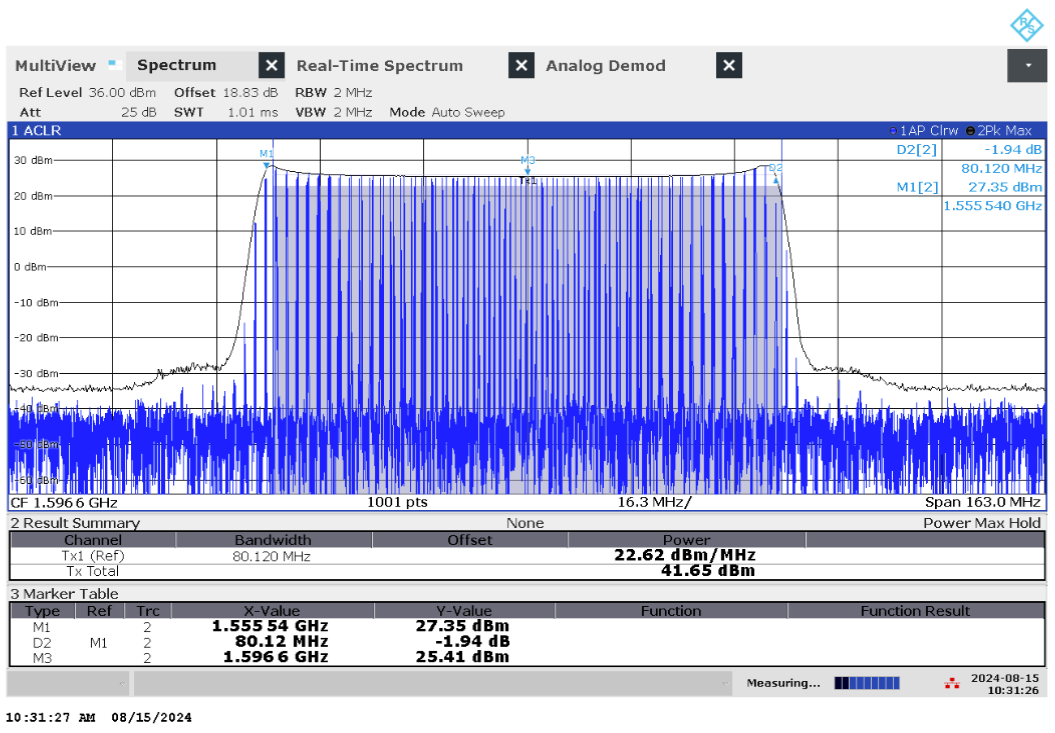 R&S
MultiView Spectrum Real-Time Spectrum Analog Demod
Ref Level 36.00 dBm Offset 18.83 dB RBW 2 MHz
Att 25 dB SWT 1.01 ms VBW 2 MHz Mode Auto Sweep
1 ACLR 1AP Clrw 2Pk Max
D2[2] -1.94 dB
80.120 MHz
M1[2] 27.35 dBm
1.555 540 GHz
M1
M3
D2
Tx1
30 dBm
20 dBm
10 dBm
0 dBm
-10 dBm
-20 dBm
-30 dBm
-40 dBm
-50 dBm
-60 dBm
CF 1.596 6 GHz 1001 pts 16.3 MHz/ Span 163.0 MHz
2 Result Summary None Power Max Hold
Channel Bandwidth Offset Power
Tx1 (Ref) 80.120 MHz 22.62 dBm/MHz
Tx Total 41.65 dBm
3 Marker Table
Type Ref Trc X-Value Y-Value Function Function Result
M1 2 1.555 54 GHz 27.35 dBm
D2 M1 2 80.12 MHz -1.94 dB
M3 2 1.596 6 GHz 25.41 dBm
Measuring... 2024-08-15
10:31:26
10:31:27 AM 08/15/2024